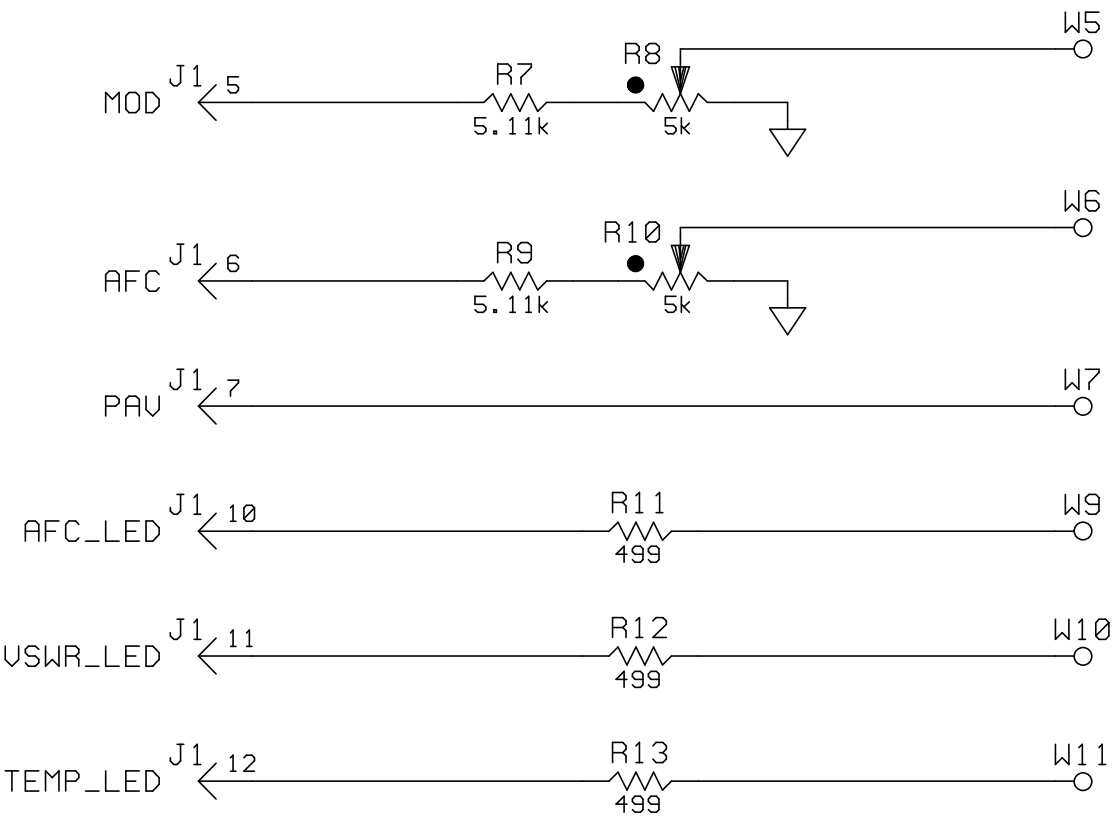 W5
MOD J1 5 R7 5.11k R8 5k
W6
AFC J1 6 R9 5.11k R10 5k
W7
PAV J1 7
W9
AFC_LED J1 10 R11 499
W10
VSWR_LED J1 11 R12 499
W11
TEMP_LED J1 12 R13 499